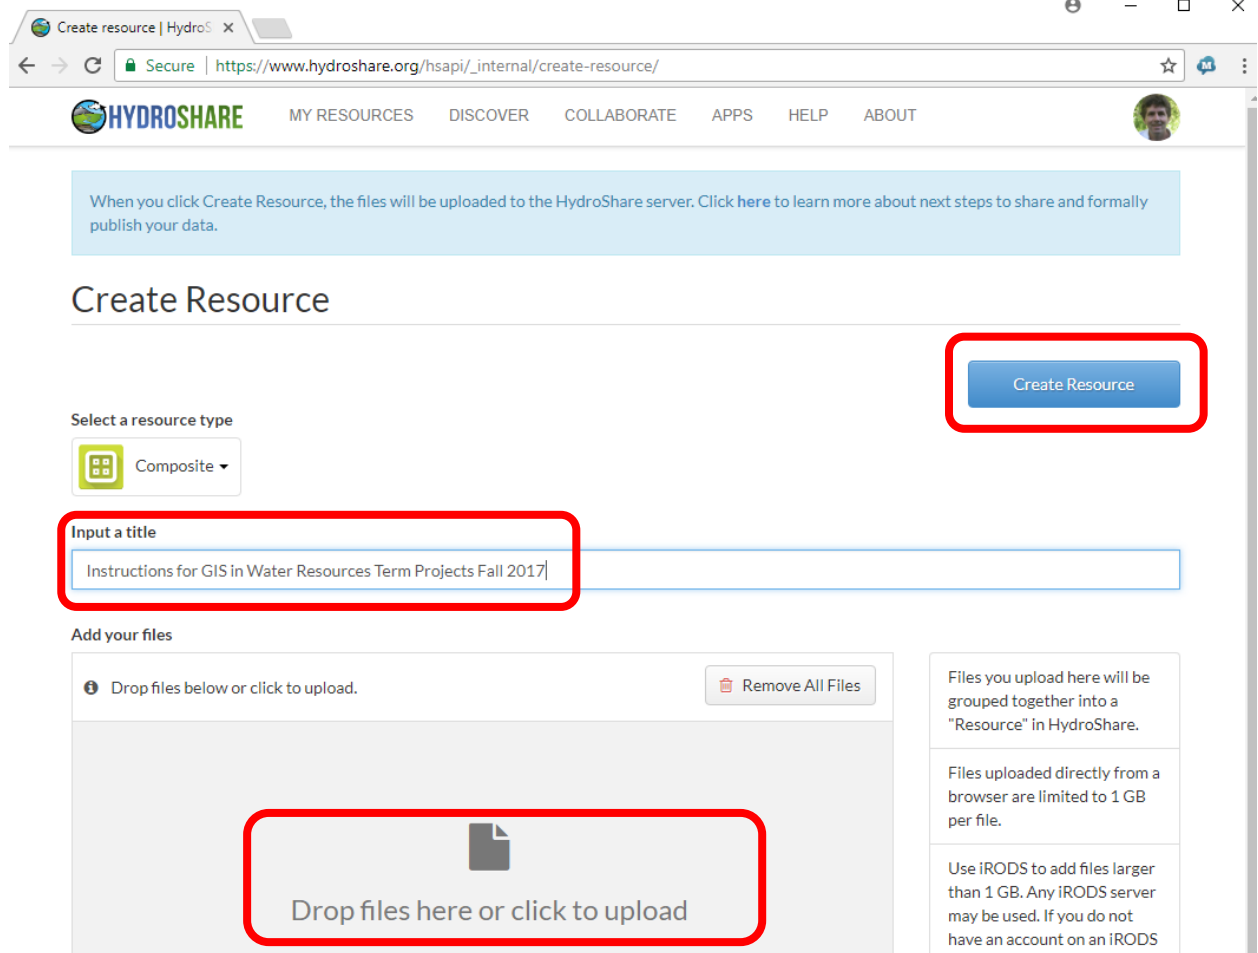 Create resource | HydroS
Secure | https://www.hydroshare.org/hsapi/_internal/create-resource/
HYDROSHARE MY RESOURCES DISCOVER COLLABORATE APPS HELP ABOUT
When you click Create Resource, the files will be uploaded to the HydroShare server. Click here to learn more about next steps to share and formally
publish your data.
Create Resource
Create Resource
Select a resource type
Composite
Input a title
Instructions for GIS in Water Resources Term Projects Fall 2017
Add your files
Drop files below or click to upload.
Remove All Files
Drop files here or click to upload
Files you upload here will be
grouped together into a
"Resource" in HydroShare.
Files uploaded directly from a
browser are limited to 1 GB
per file.
Use iRODS to add files larger
than 1 GB. Any iRODS server
may be used. If you do not
have an account on an iRODS